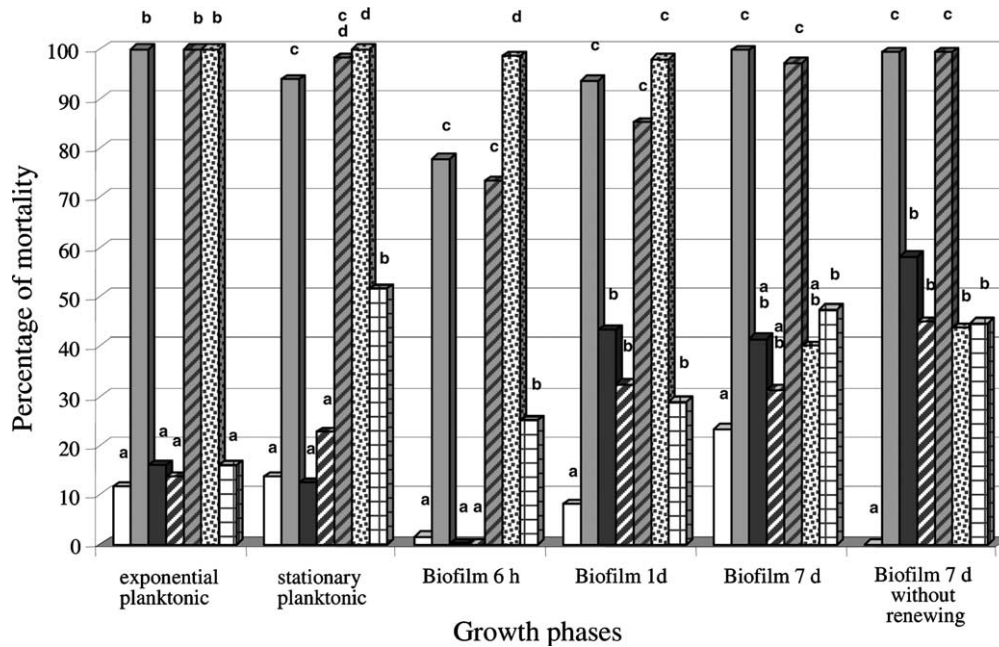 b
b
b
c
c
d
d
d
c
c
c
c
c
c
100
90
80
70
60
50
40
30
20
10
0
Percentage of mortality
a
a
a
b
a
a
a
b
c
c
a
a
a
b
a
b
b
c
b
a
a
b
a
b
a
b
b
a
b
b
b
b
exponential
planktonic
stationary
planktonic
Biofilm 6 h
Biofilm 1d
Biofilm 7 d
Biofilm 7 d
without
renewing
Growth phases